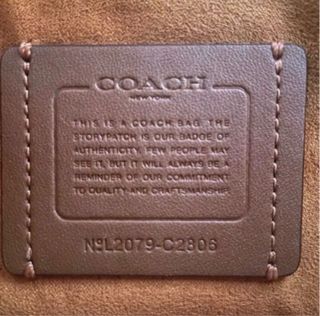 COACH
NEW YORK
THIS IS A COACH BAG. THE
STORYPATCH IS OUR BADGE OF
AUTHENTICITY. FEW PEOPLE MAY
SEE IT, BUT IT WILL ALWAYS BE A
REMINDER OF OUR COMMITMENT
TO QUALITY AND CRAFTSMANSHIP.
NºL2079-C2806